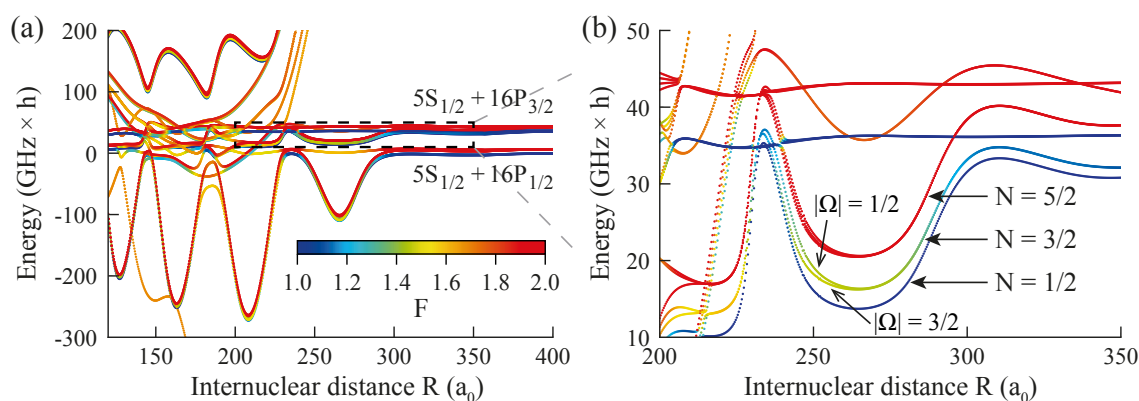 (a)
200
100
0
-100
-200
-300
Energy (GHz × h)
5S1/2 + 16P3/2
5S1/2 + 16P1/2
1.0 1.2 1.4 1.6 1.8 2.0
F
150 200 250 300 350 400
Internuclear distance R (a0)
(b)
50
40
30
20
10
Energy (GHz × h)
|Ω| = 1/2
N = 5/2
N = 3/2
N = 1/2
|Ω| = 3/2
200 250 300 350
Internuclear distance R (a0)